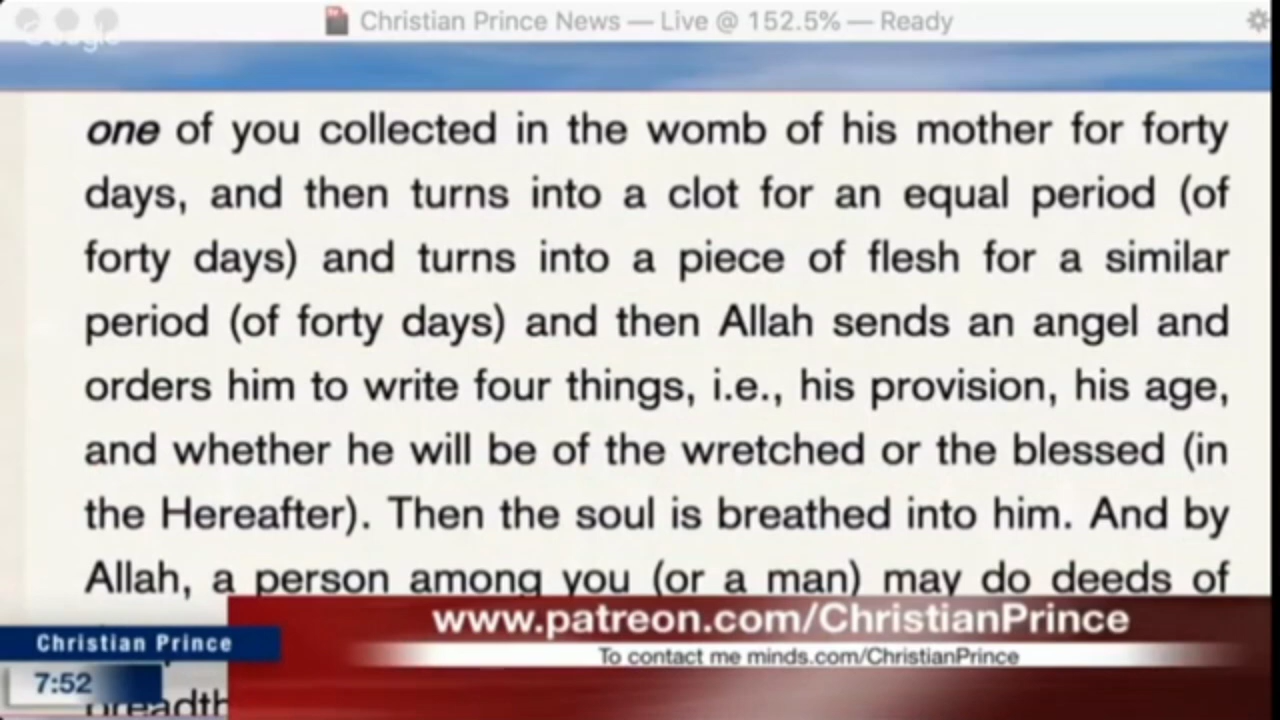 Christian Prince News — Live @ 152.5% — Ready
Google
one of you collected in the womb of his mother for forty
days, and then turns into a clot for an equal period (of
forty days) and turns into a piece of flesh for a similar
period (of forty days) and then Allah sends an angel and
orders him to write four things, i.e., his provision, his age,
and whether he will be of the wretched or the blessed (in
the Hereafter). Then the soul is breathed into him. And by
Allah, a person among you (or a man) may do deeds of
www.patreon.com/ChristianPrince
Christian Prince
To contact me minds.com/ChristianPrince
7:52
breadth